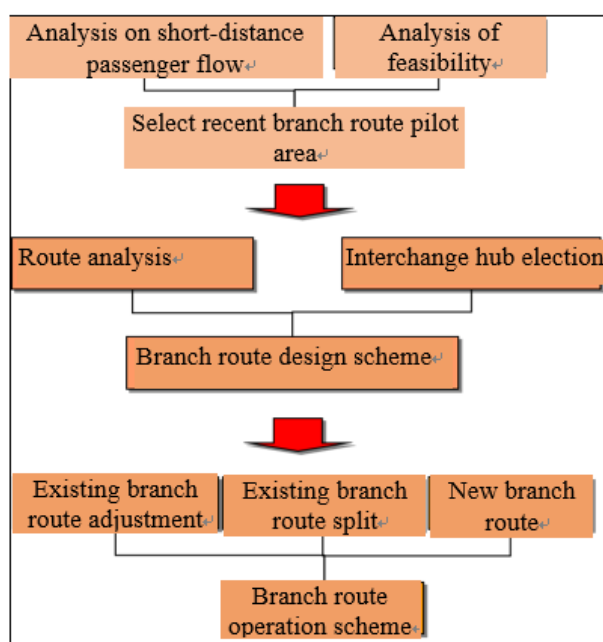 Analysis on short-distance
passenger flow↵
Analysis of
feasibility↵
Select recent branch route pilot
area↵
Route analysis↵
Interchange hub election
Branch route design scheme↵
Existing branch
route adjustment↵
Existing branch
route split↵
New branch
route↵
Branch route
operation scheme↵